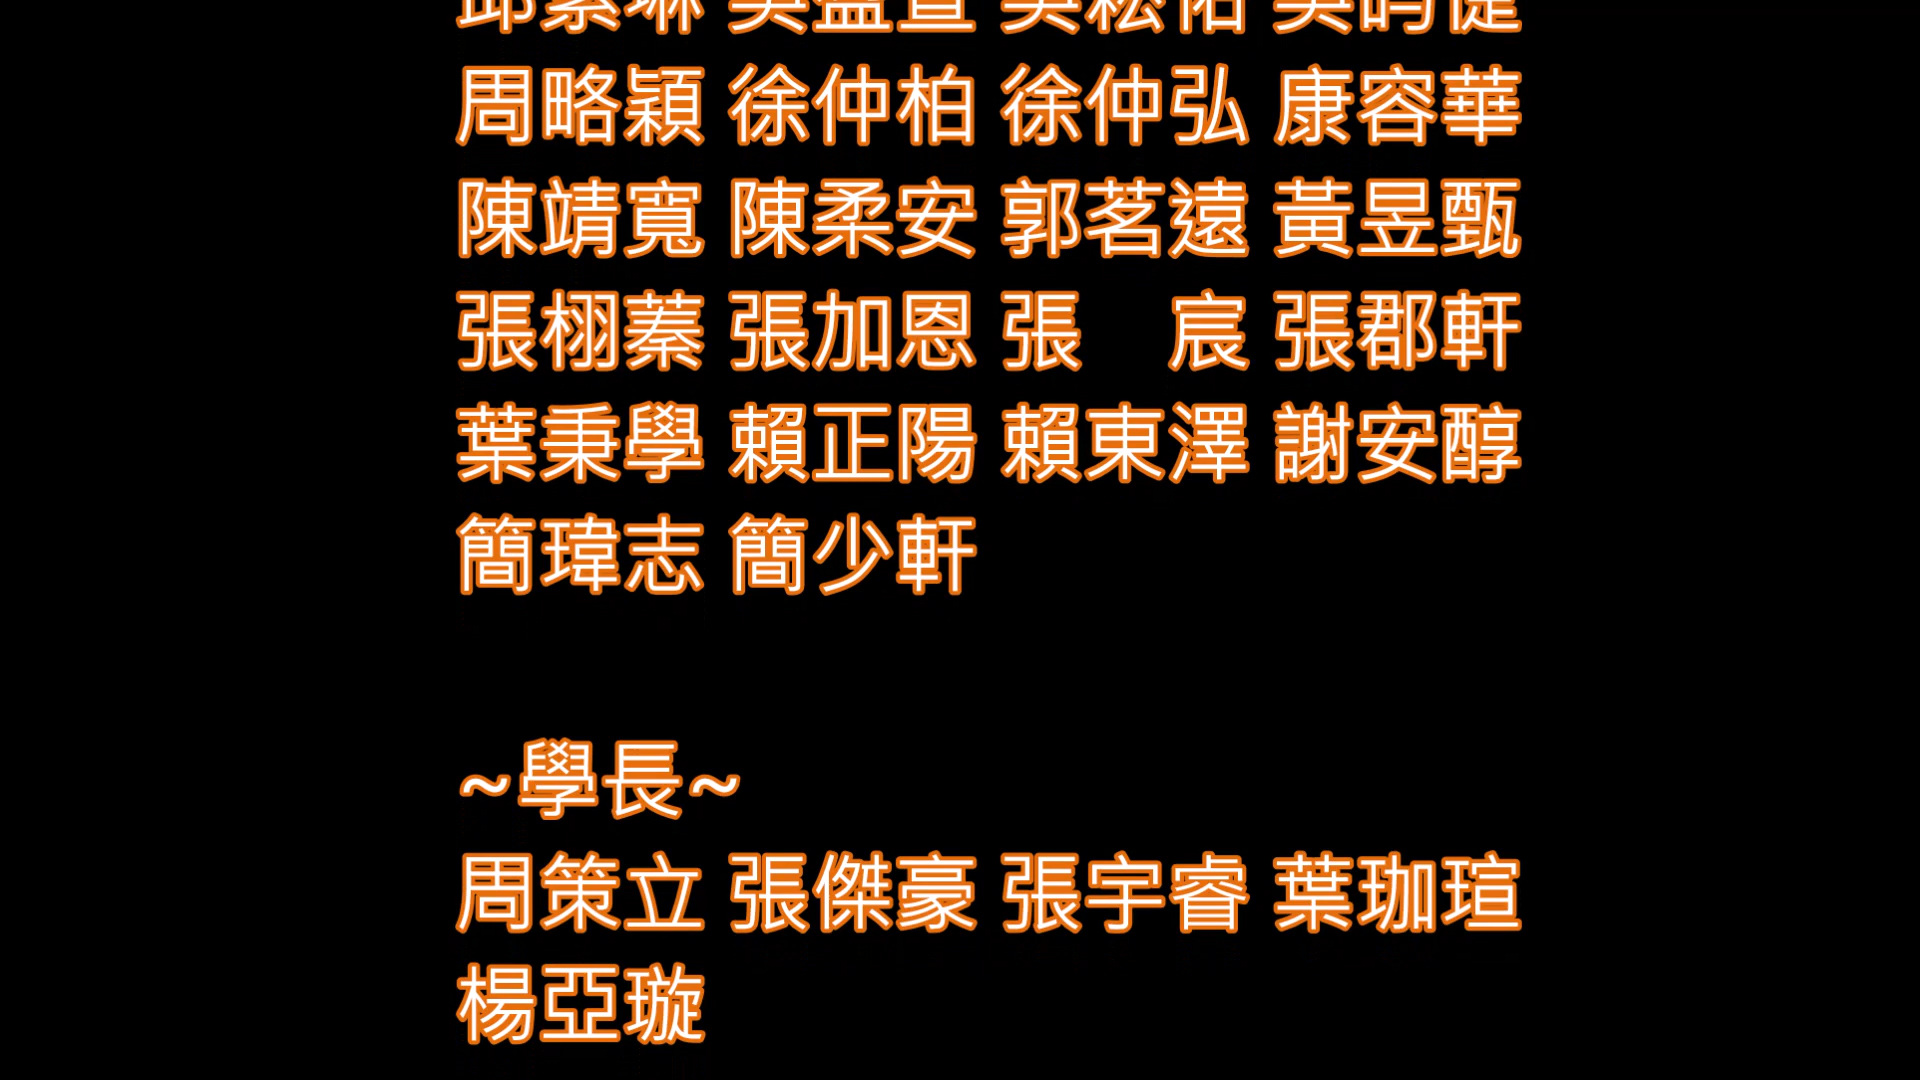 周略穎 徐仲柏 徐仲弘 康容華
陳靖寬 陳柔安 郭茗遠 黃昱甄
張栩蓁 張加恩 張　宸 張郡軒
葉秉學 賴正陽 賴東澤 謝安醇
簡瑋志 簡少軒
~學長~
周策立 張傑豪 張宇睿 葉珈瑄
楊亞璇